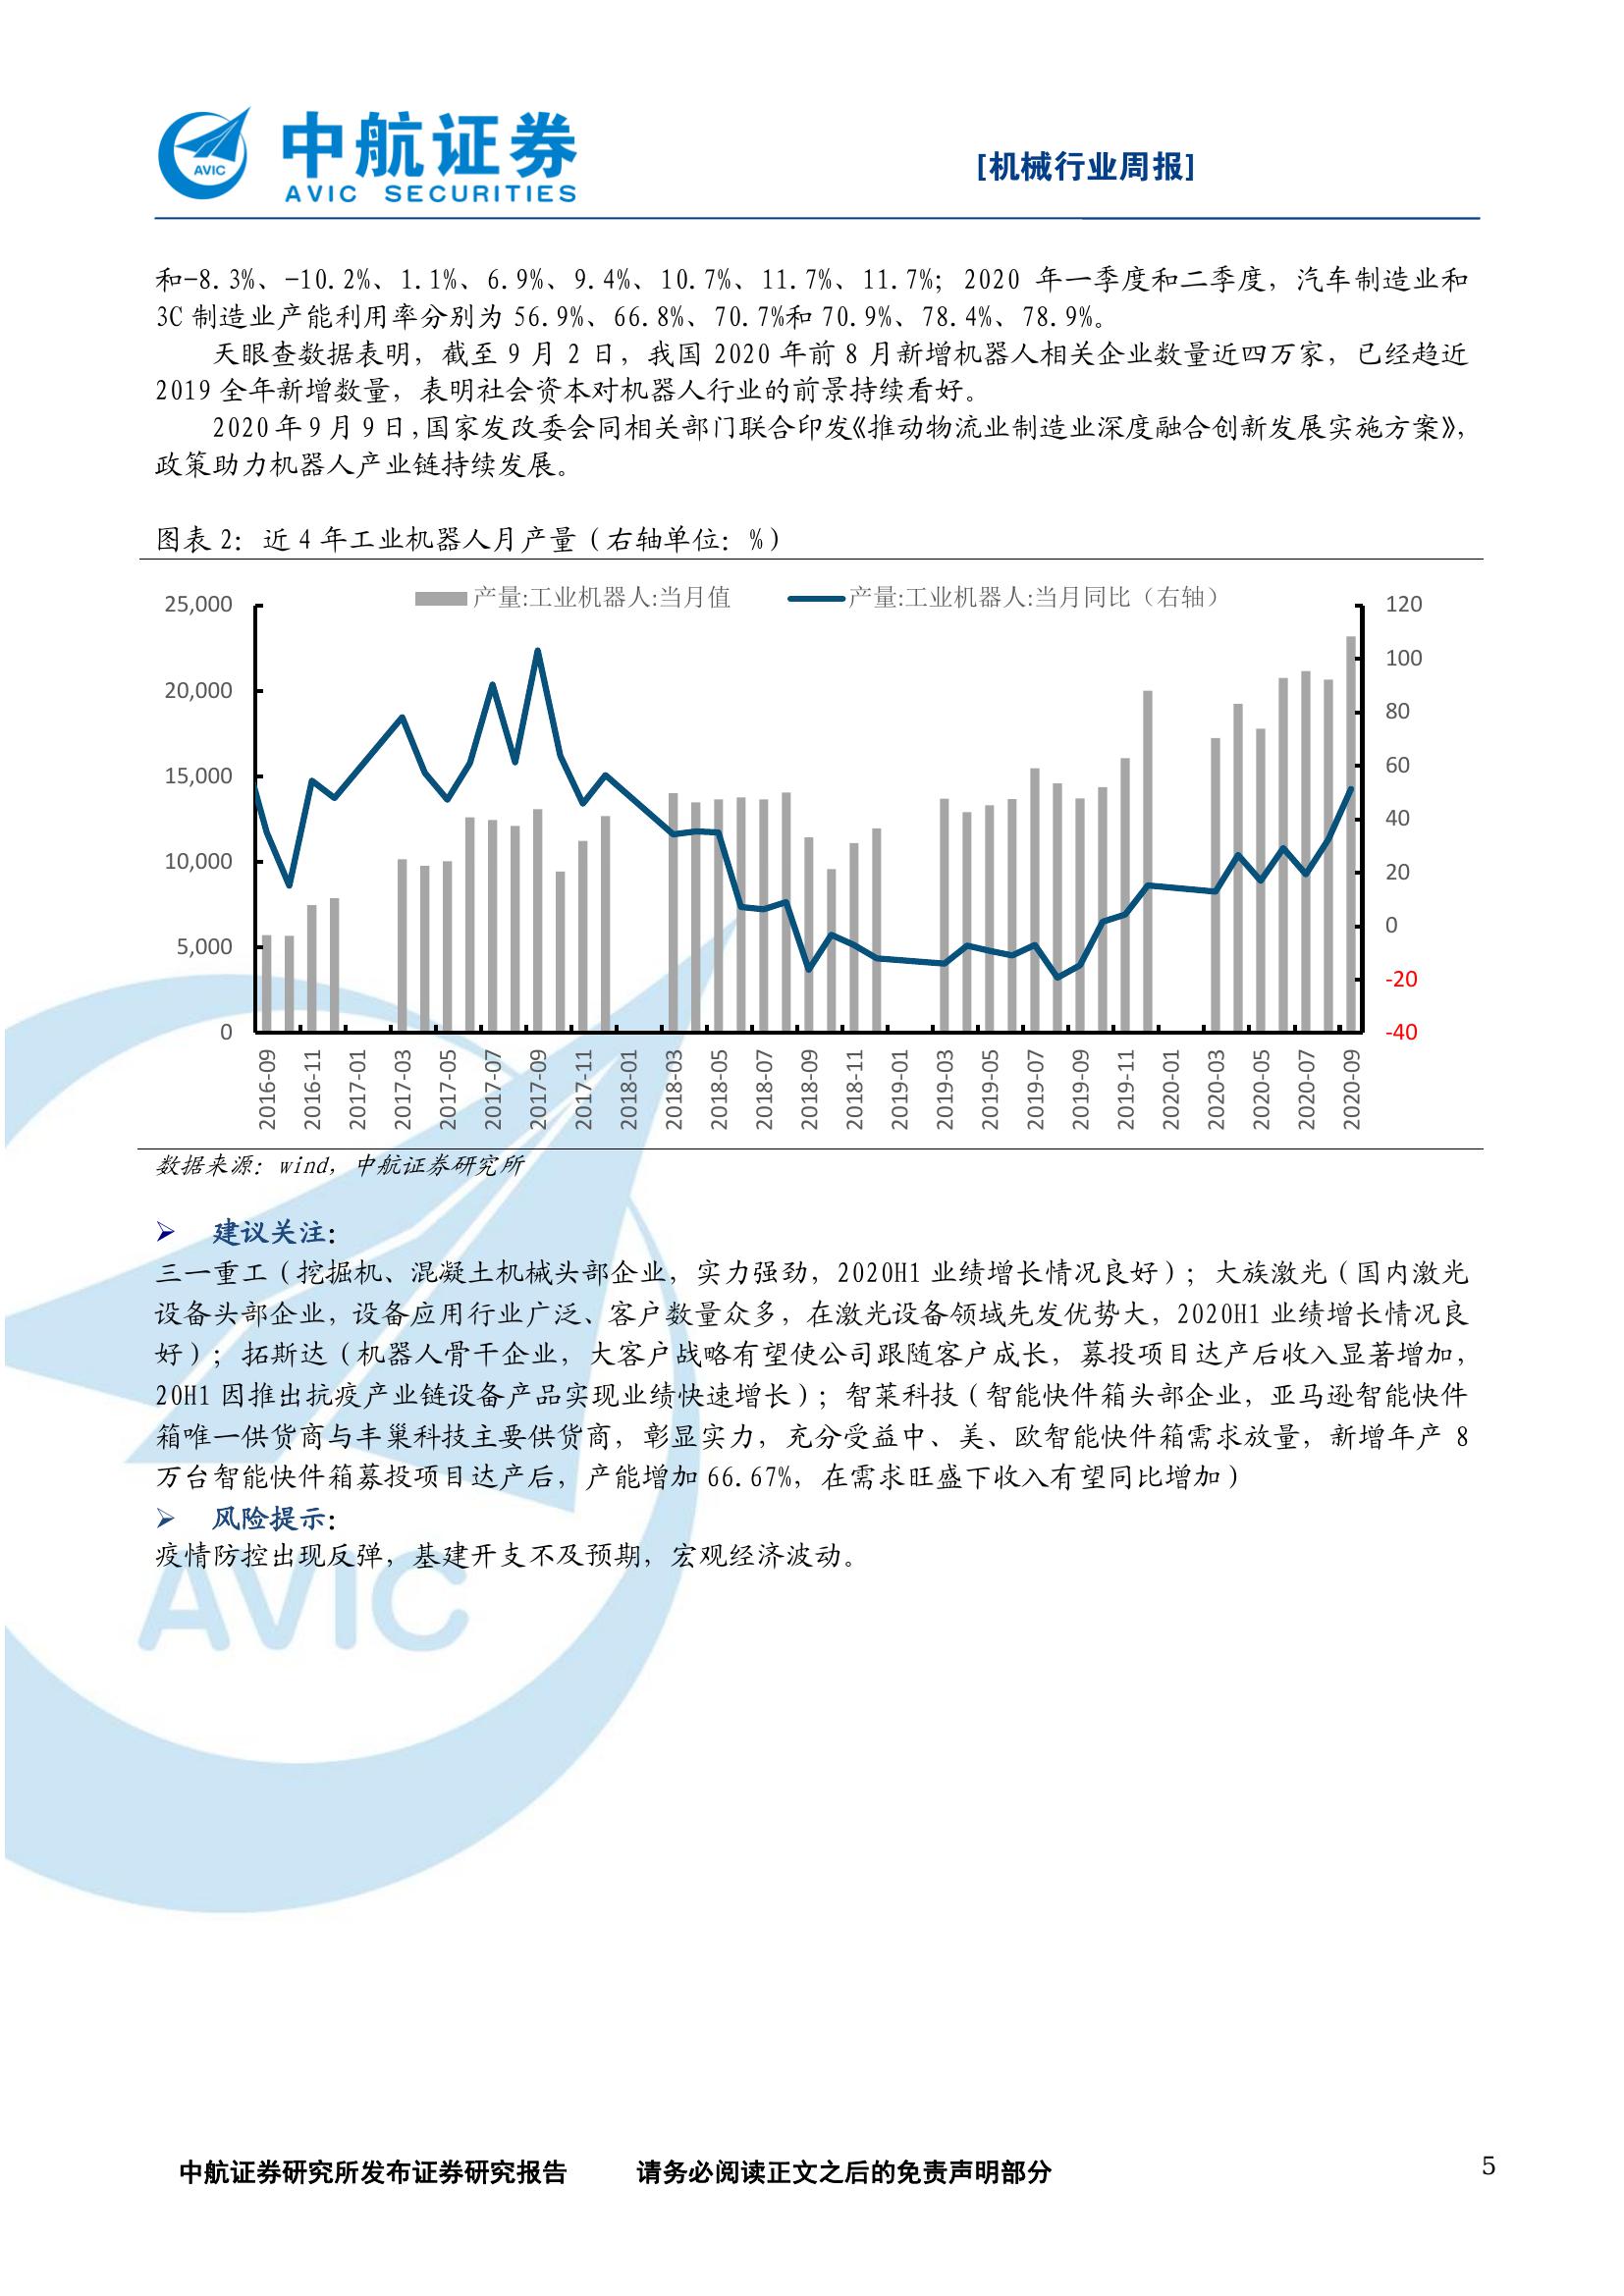 AVIC
中航证券
AVIC SECURITIES
[机械行业周报]
和-8.3%、-10.2%、1.1%、6.9%、9.4%、10.7%、11.7%、11.7%；2020 年一季度和二季度，汽车制造业和
3C 制造业产能利用率分别为 56.9%、66.8%、70.7%和 70.9%、78.4%、78.9%。
天眼查数据表明，截至 9 月 2 日，我国 2020 年前 8 月新增机器人相关企业数量近四万家，已经趋近
2019 全年新增数量，表明社会资本对机器人行业的前景持续看好。
2020 年 9 月 9 日，国家发改委会同相关部门联合印发《推动物流业制造业深度融合创新发展实施方案》，
政策助力机器人产业链持续发展。
图表 2：近 4 年工业机器人月产量（右轴单位：%）
产量:工业机器人:当月值
产量:工业机器人:当月同比（右轴）
25,000
20,000
15,000
10,000
5,000
0
120
100
80
60
40
20
0
-20
-40
2016-09
2016-11
2017-01
2017-03
2017-05
2017-07
2017-09
2017-11
2018-01
2018-03
2018-05
2018-07
2018-09
2018-11
2019-01
2019-03
2019-05
2019-07
2019-09
2019-11
2020-01
2020-03
2020-05
2020-07
2020-09
数据来源：wind，中航证券研究所
➢ 建议关注：
三一重工（挖掘机、混凝土机械头部企业，实力强劲，2020H1 业绩增长情况良好）；大族激光（国内激光
设备头部企业，设备应用行业广泛、客户数量众多，在激光设备领域先发优势大，2020H1 业绩增长情况良
好）；拓斯达（机器人骨干企业，大客户战略有望使公司跟随客户成长，募投项目达产后收入显著增加，
20H1 因推出抗疫产业链设备产品实现业绩快速增长）；智莱科技（智能快件箱头部企业，亚马逊智能快件
箱唯一供货商与丰巢科技主要供货商，彰显实力，充分受益中、美、欧智能快件箱需求放量，新增年产 8
万台智能快件箱募投项目达产后，产能增加 66.67%，在需求旺盛下收入有望同比增加）
➢ 风险提示：
疫情防控出现反弹，基建开支不及预期，宏观经济波动。
AVIC
中航证券研究所发布证券研究报告 请务必阅读正文之后的免责声明部分
5